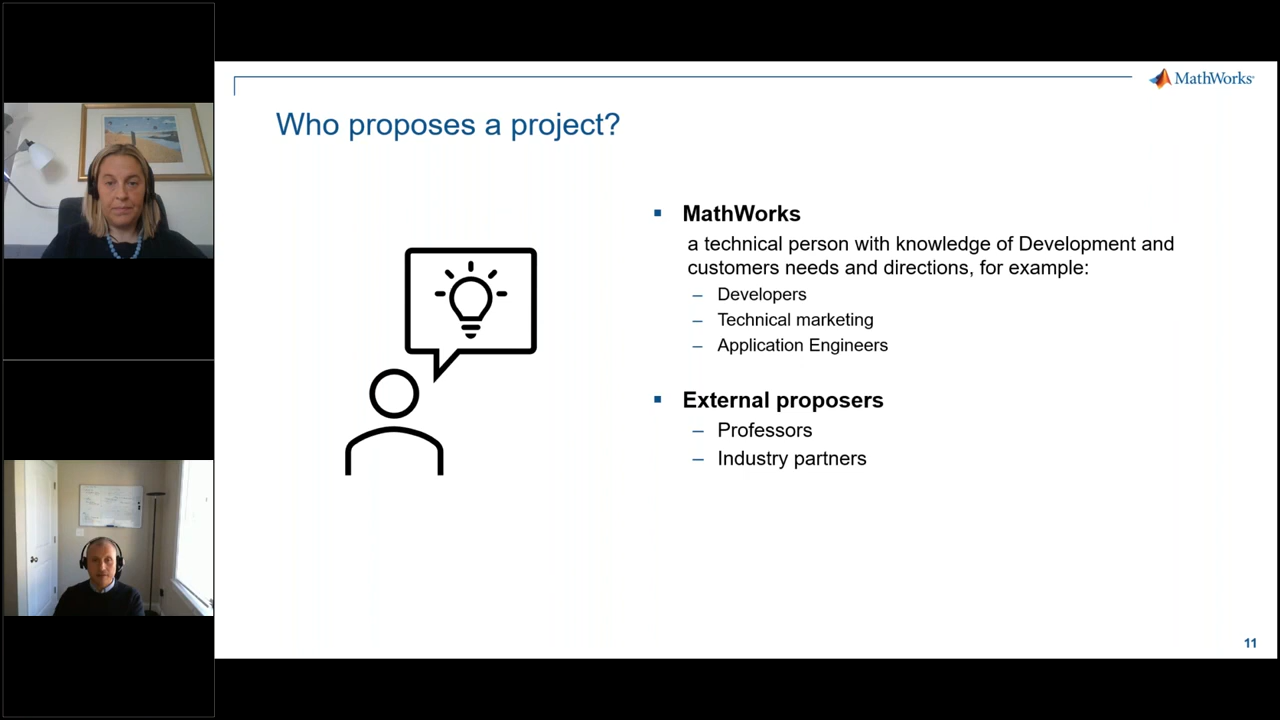 MathWorks
Who proposes a project?
▪ MathWorks
a technical person with knowledge of Development and
customers needs and directions, for example:
– Developers
– Technical marketing
– Application Engineers
▪ External proposers
– Professors
– Industry partners
11